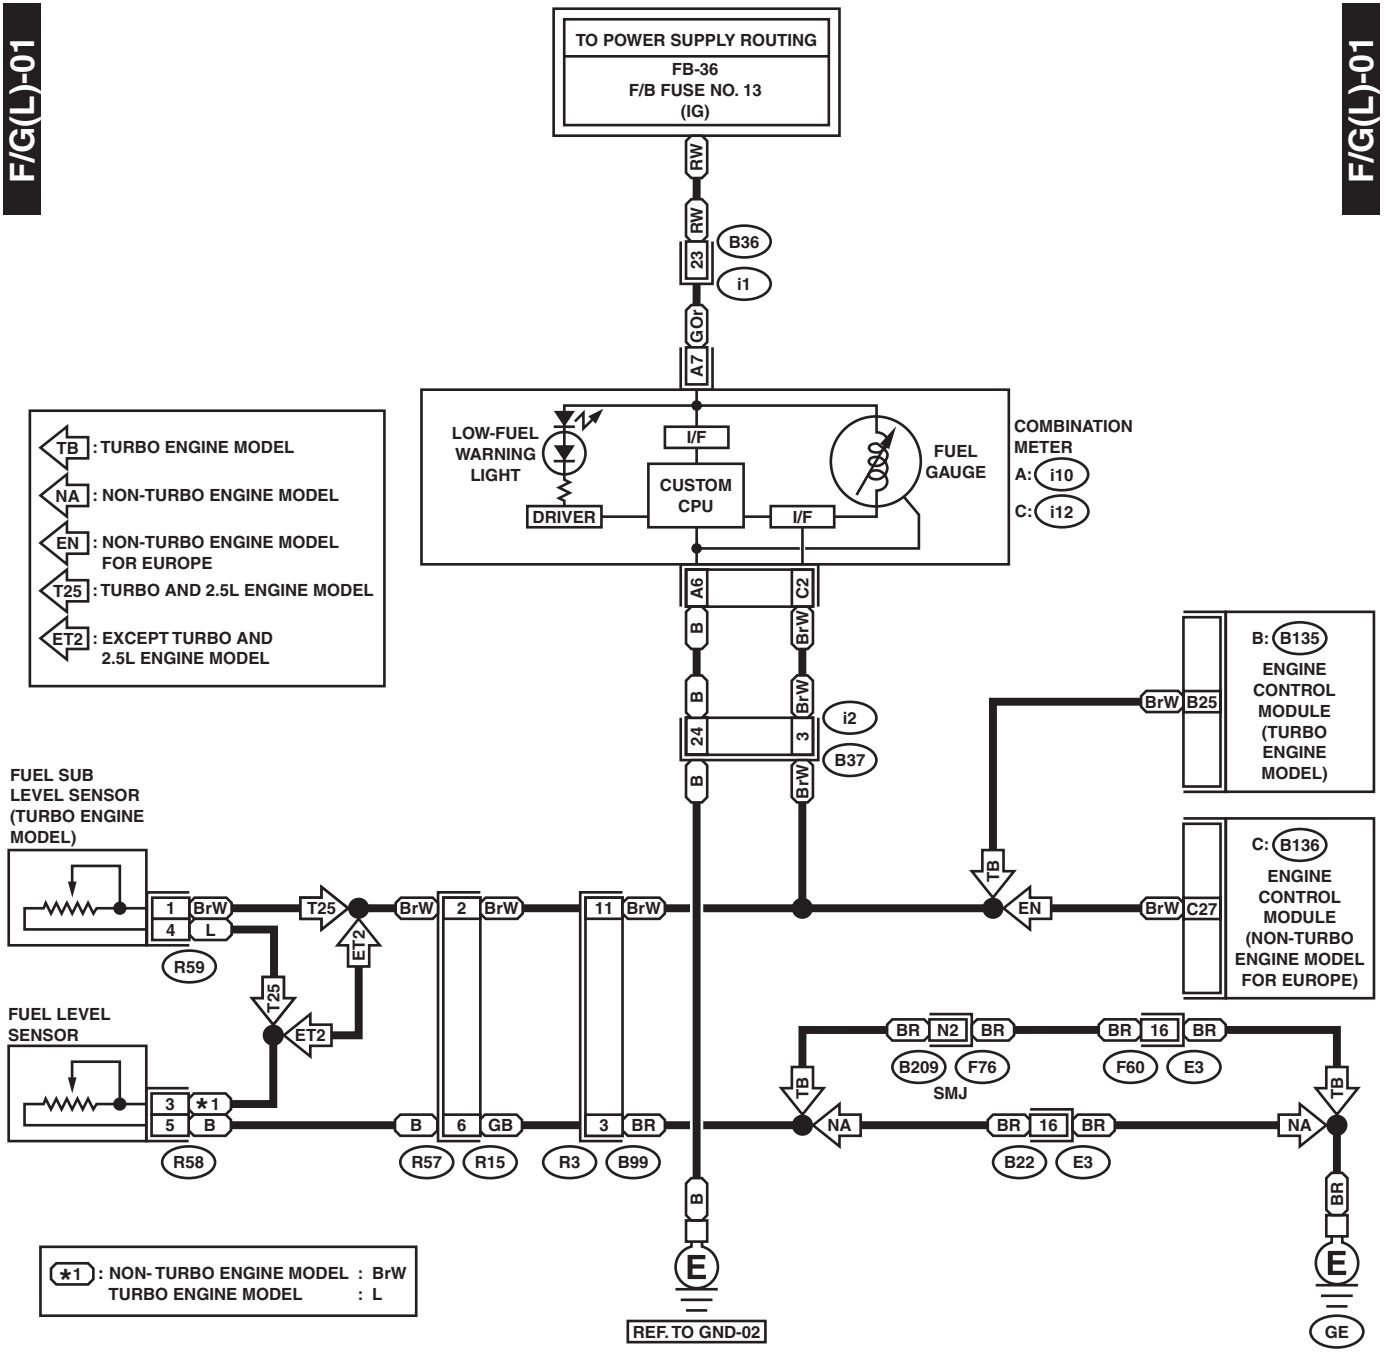 F/G(L)-01
F/G(L)-01
TO POWER SUPPLY ROUTING
FB-36
F/B FUSE NO. 13
(IG)
RW
RW
23
B36
i1
GOr
A7
LOW-FUEL
WARNING
LIGHT
I/F
CUSTOM
CPU
DRIVER
I/F
FUEL
GAUGE
COMBINATION
METER
A: i10
C: i12
TB : TURBO ENGINE MODEL
NA : NON-TURBO ENGINE MODEL
EN : NON-TURBO ENGINE MODEL
FOR EUROPE
T25 : TURBO AND 2.5L ENGINE MODEL
ET2 : EXCEPT TURBO AND
2.5L ENGINE MODEL
A6
C2
B
BrW
B
BrW
24
3
i2
B37
B
BrW
B: B135
ENGINE
CONTROL
MODULE
(TURBO
ENGINE
MODEL)
BrW B25
TB
C: B136
ENGINE
CONTROL
MODULE
(NON-TURBO
ENGINE MODEL
FOR EUROPE)
EN
BrW C27
FUEL SUB
LEVEL SENSOR
(TURBO ENGINE
MODEL)
1 BrW
4 L
R59
T25
ET2
BrW 2 BrW
11 BrW
T25
ET2
FUEL LEVEL
SENSOR
3 *1
5 B
R58
B 6 GB
R57
R15
3 BR
R3
B99
BR N2 BR
B209
F76
SMJ
BR 16 BR
F60
E3
TB
TB
NA
BR 16 BR
B22
E3
NA
B
E
REF. TO GND-02
BR
E
GE
*1 : NON-TURBO ENGINE MODEL : BrW
TURBO ENGINE MODEL : L